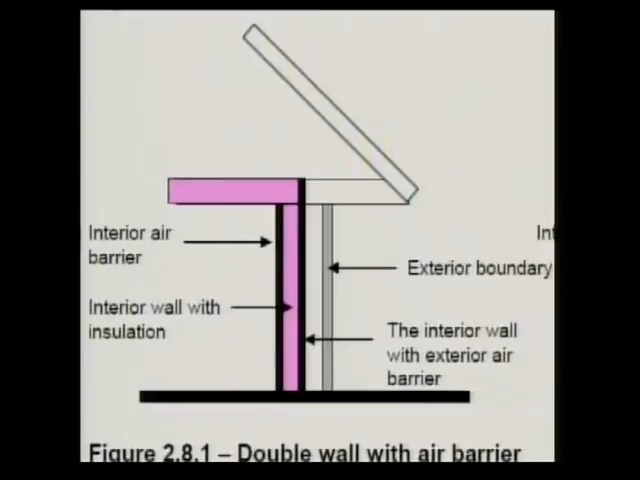 Interior air
barrier
Int
Exterior boundary
Interior wall with
insulation
The interior wall
with exterior air
barrier
Figure 2.8.1 – Double wall with air barrier